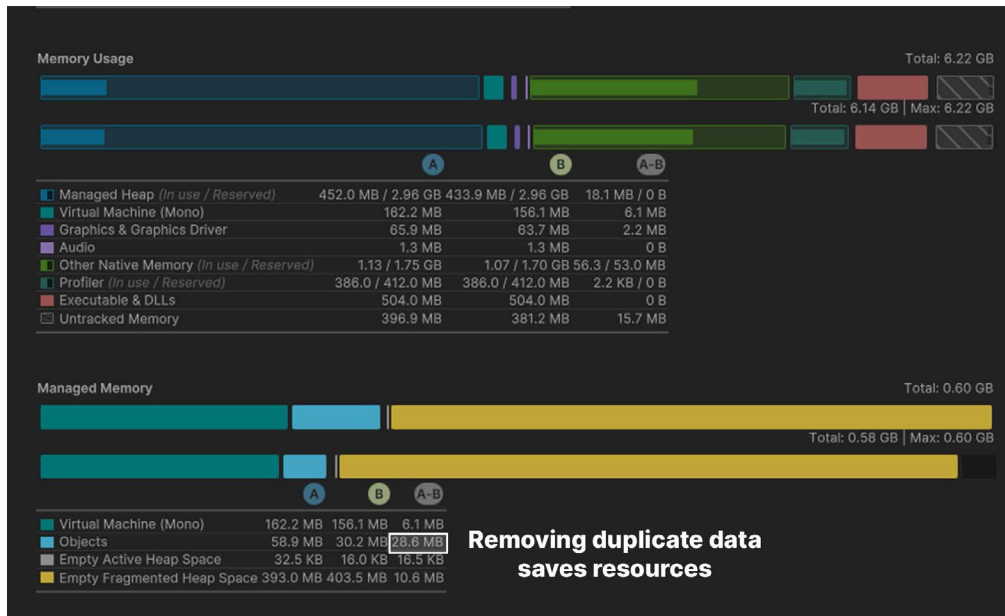 Memory Usage Total: 6.22 GB
Total: 6.14 GB | Max: 6.22 GB
A B A-B
Managed Heap (In use / Reserved) 452.0 MB / 2.96 GB 433.9 MB / 2.96 GB 18.1 MB / 0 B
Virtual Machine (Mono) 162.2 MB 156.1 MB 6.1 MB
Graphics & Graphics Driver 65.9 MB 63.7 MB 2.2 MB
Audio 1.3 MB 1.3 MB 0 B
Other Native Memory (In use / Reserved) 1.13 / 1.75 GB 1.07 / 1.70 GB 56.3 / 53.0 MB
Profiler (In use / Reserved) 386.0 / 412.0 MB 386.0 / 412.0 MB 2.2 KB / 0 B
Executable & DLLs 504.0 MB 504.0 MB 0 B
Untracked Memory 396.9 MB 381.2 MB 15.7 MB
Managed Memory Total: 0.60 GB
Total: 0.58 GB | Max: 0.60 GB
A B A-B
Virtual Machine (Mono) 162.2 MB 156.1 MB 6.1 MB
Objects 58.9 MB 30.2 MB 28.6 MB
Empty Active Heap Space 32.5 KB 16.0 KB 16.5 KB
Empty Fragmented Heap Space 393.0 MB 403.5 MB 10.6 MB
Removing duplicate data
saves resources